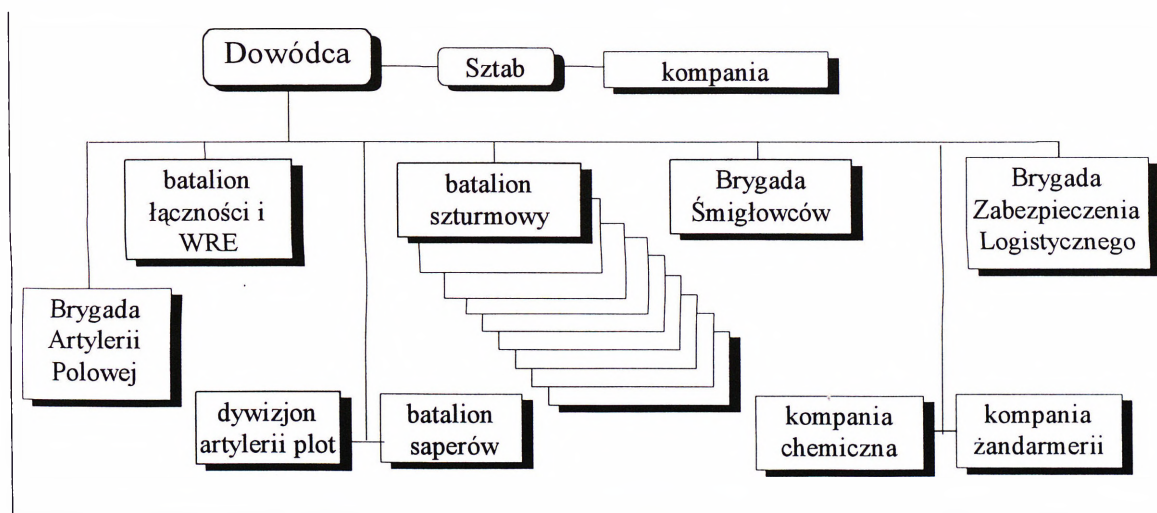 Dowódca
Sztab
kompania
batalion
łączności i
WRE
batalion
szturmowy
Brygada
Śmigłowców
Brygada
Zabezpieczenia
Logistycznego
Brygada
Artylerii
Polowej
dywizjon
artylerii plot
batalion
saperów
kompania
chemiczna
kompania
żandarmerii